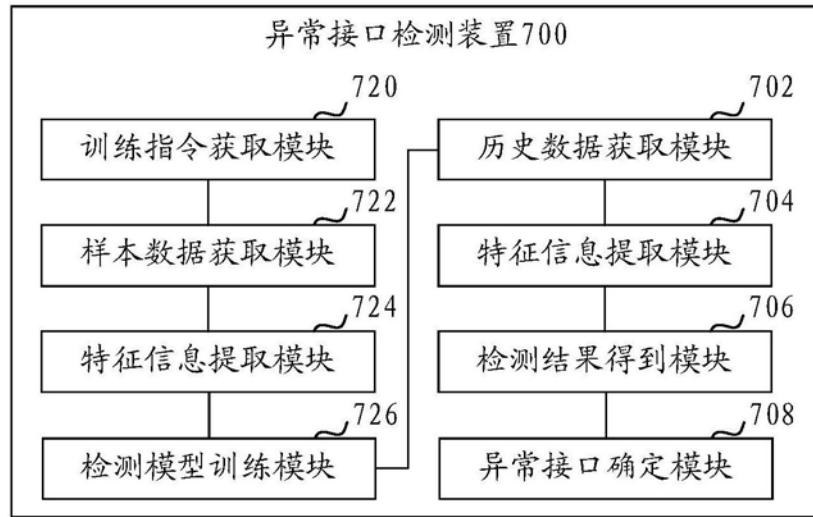 异常接口检测装置700
720
训练指令获取模块
722
样本数据获取模块
724
特征信息提取模块
726
检测模型训练模块
702
历史数据获取模块
704
特征信息提取模块
706
检测结果得到模块
708
异常接口确定模块